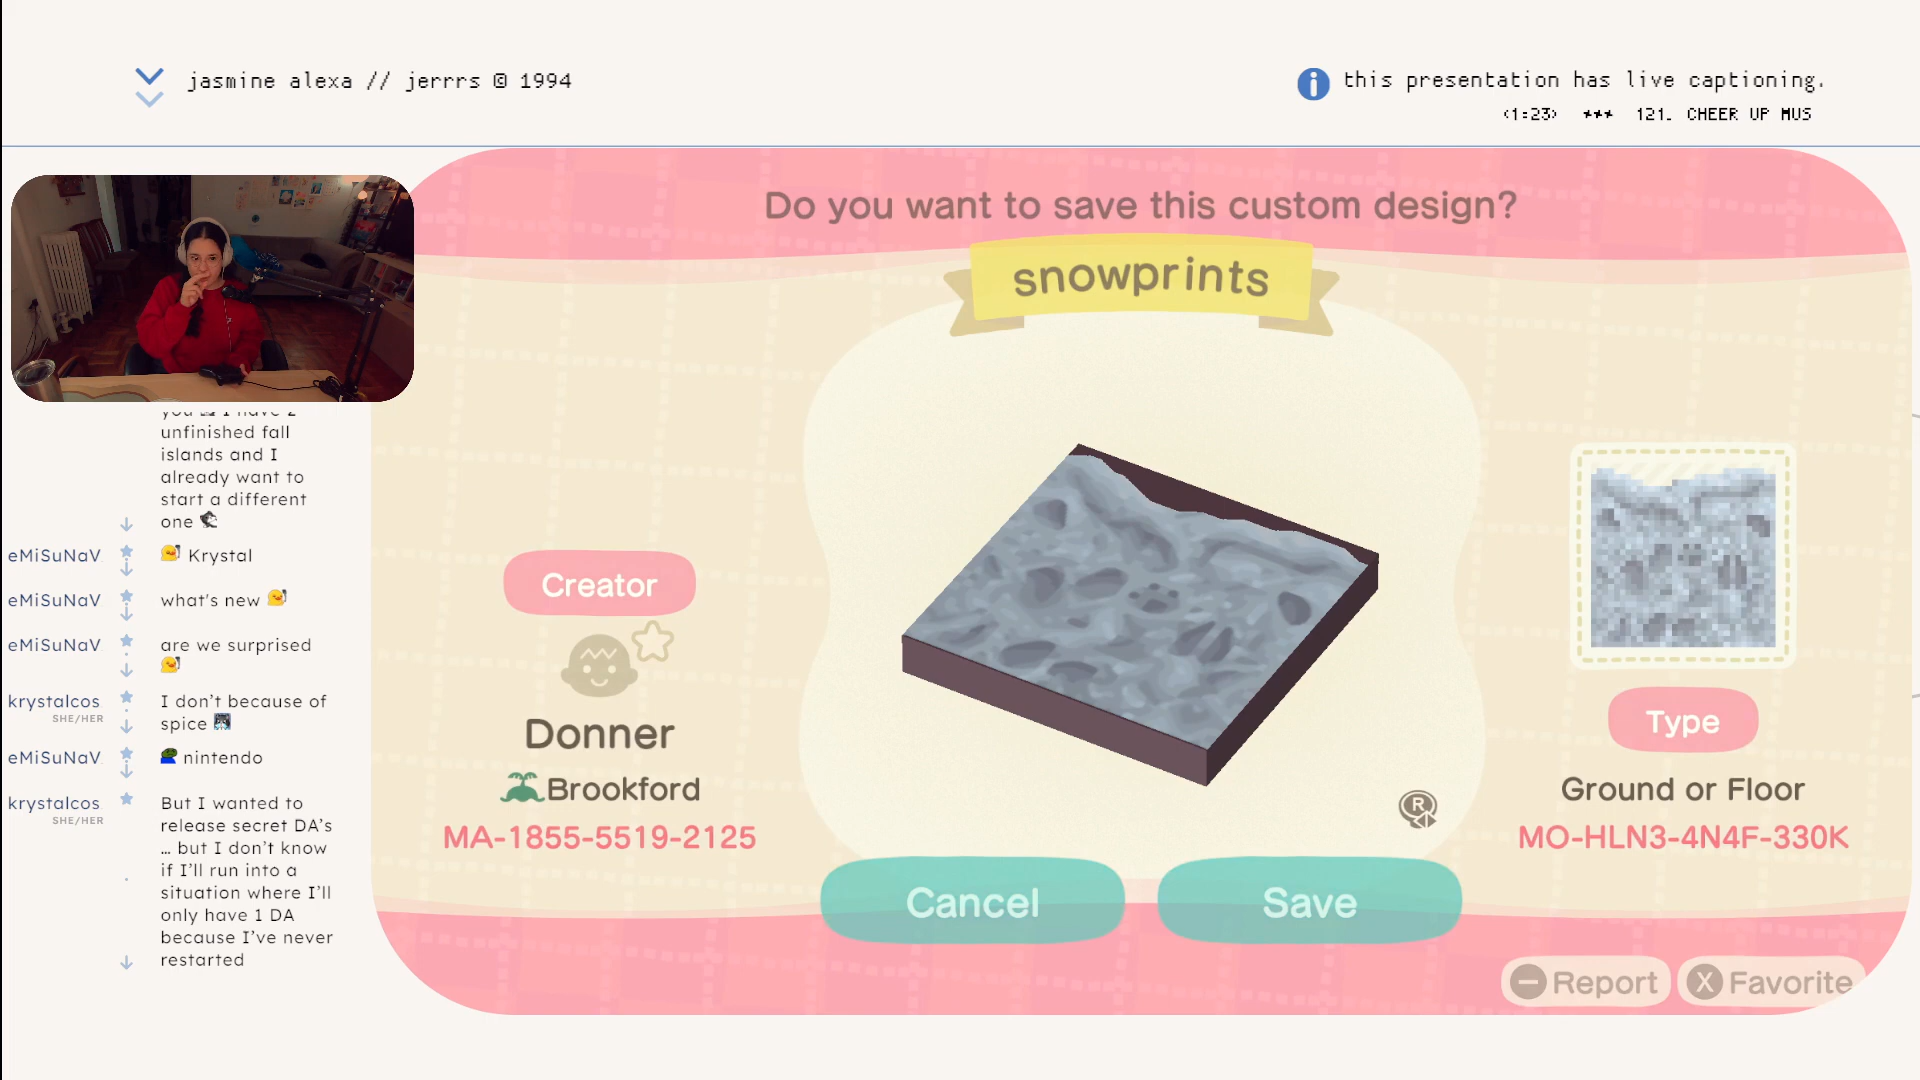 jasmine alexa // jerrrs @ 1994
this presentation has live captioning.
<1:23> *** 121. CHEER UP MUS
Do you want to save this custom design?
snowprints
unfinished fall
islands and I
already want to
start a different
one
eMiSuNaV
Krystal
eMiSuNaV
what's new
eMiSuNaV
are we surprised
krystalcos
SHE/HER
I don't because of
spice
eMiSuNaV
nintendo
krystalcos
SHE/HER
But I wanted to
release secret DA's
… but I don't know
if I'll run into a
situation where I'll
only have 1 DA
because I've never
restarted
Creator
Donner
Brookford
MA-1855-5519-2125
R
Type
Ground or Floor
MO-HLN3-4N4F-330K
Cancel
Save
Report
X Favorite